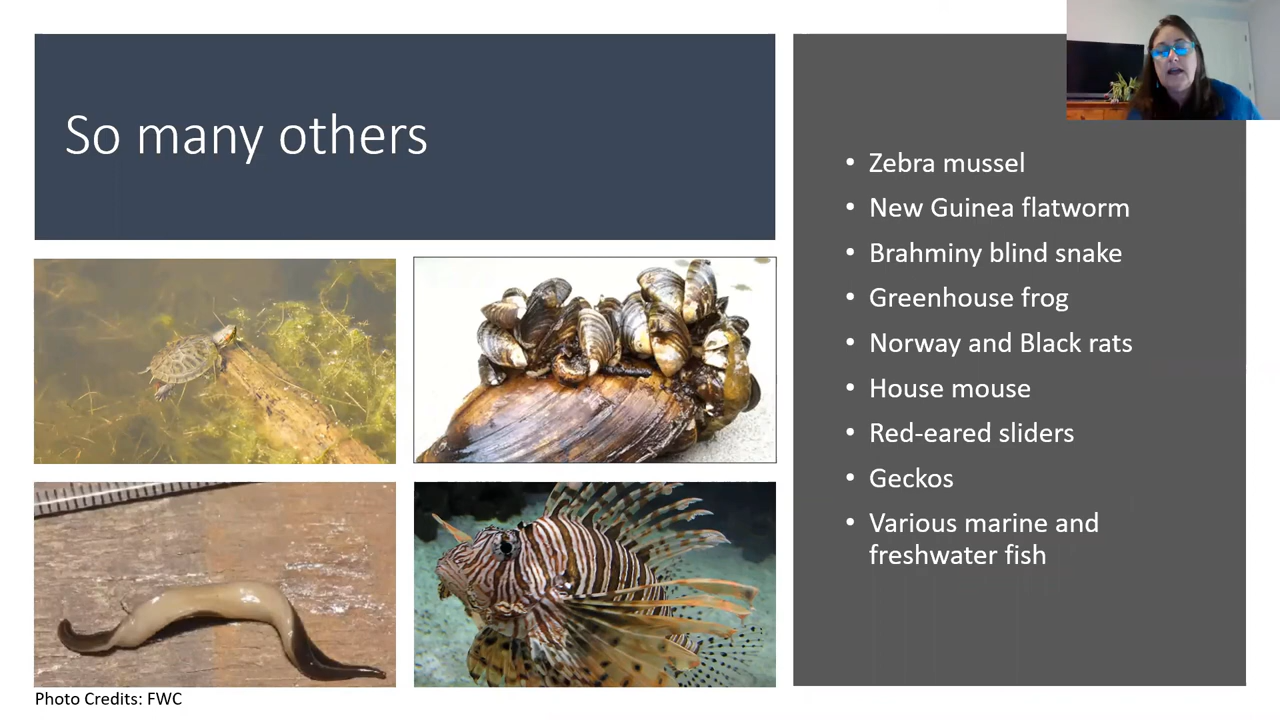 So many others
Zebra mussel
New Guinea flatworm
Brahminy blind snake
Greenhouse frog
Norway and Black rats
House mouse
Red-eared sliders
Geckos
Various marine and
freshwater fish
Photo Credits: FWC